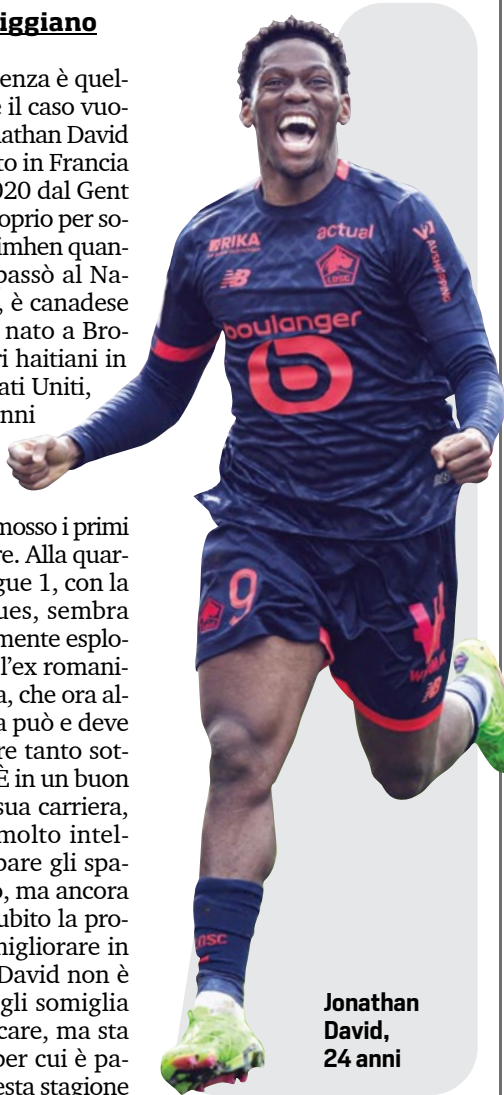 iggiano
enza è quel-
e il caso vuo-
nathan David
to in Francia
020 dal Gent
oprio per so-
imhen quan-
passò al Na-
, è canadese
nato a Bro-
ri haitiani in
ati Uniti,
nni
mosso i primi
re. Alla quar-
gue 1, con la
ues, sembra
mente esplo-
l'ex romani-
a, che ora al-
a può e deve
re tanto sot-
È in un buon
sua carriera,
molto intel-
pare gli spa-
o, ma ancora
ubito la pro-
migliorare in
David non è
gli somiglia
care, ma sta
per cui è pa-
esta stagione
RIKA
actual
LOSC
AUSHOPPING
boulanger
9
LOSC
Jonathan
David,
24 anni